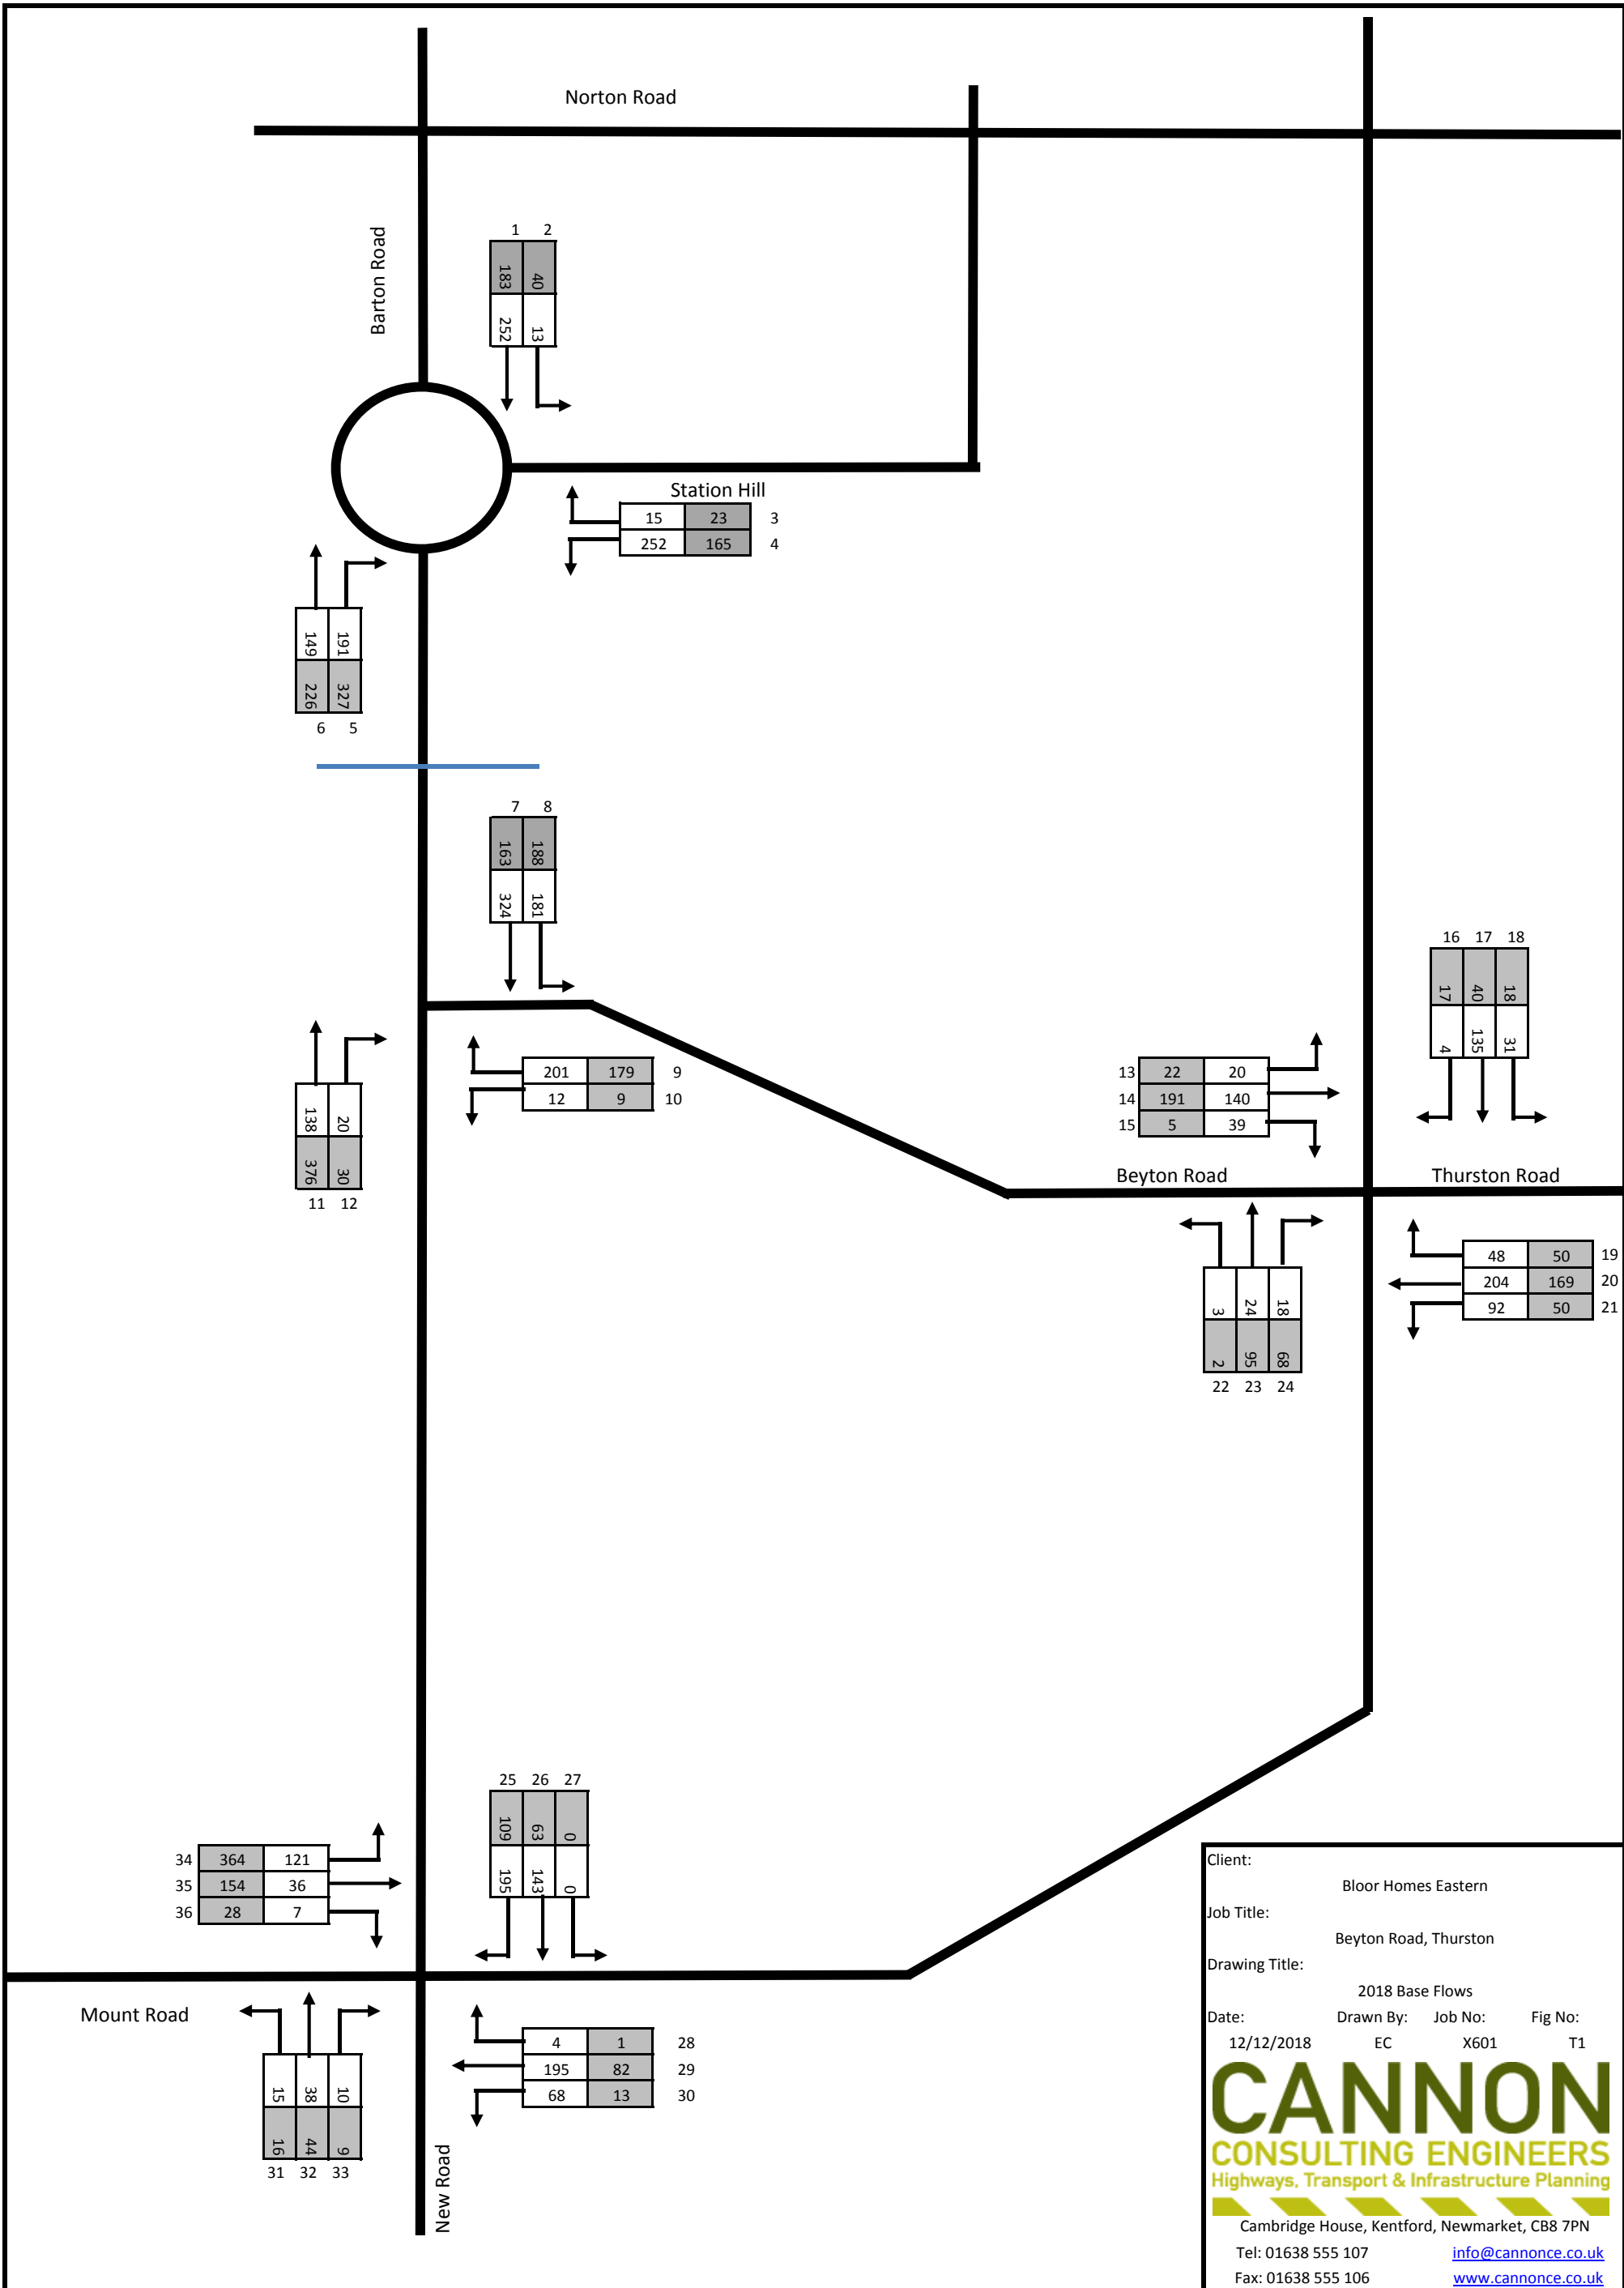 Norton Road
Barton Road
1 2
183 40
252 13
Station Hill
15 23 3
252 165 4
149 191
226 327
6 5
7 8
163 188
324 181
201 179 9
12 9 10
138 20
376 30
11 12
16 17 18
17 40 18
4 135 31
13 22 20
14 191 140
15 5 39
Beyton Road
Thurston Road
48 50 19
204 169 20
92 50 21
3 24 18
2 95 68
22 23 24
25 26 27
109 63 0
195 143 0
34 364 121
35 154 36
36 28 7
Mount Road
4 1 28
195 82 29
68 13 30
15 38 10
16 44 9
31 32 33
New Road
Client:
Bloor Homes Eastern
Job Title:
Beyton Road, Thurston
Drawing Title:
2018 Base Flows
Date: Drawn By: Job No: Fig No:
12/12/2018 EC X601 T1
CANNON
CONSULTING ENGINEERS
Highways, Transport & Infrastructure Planning
Cambridge House, Kentford, Newmarket, CB8 7PN
Tel: 01638 555 107 info@cannonce.co.uk
Fax: 01638 555 106 www.cannonce.co.uk